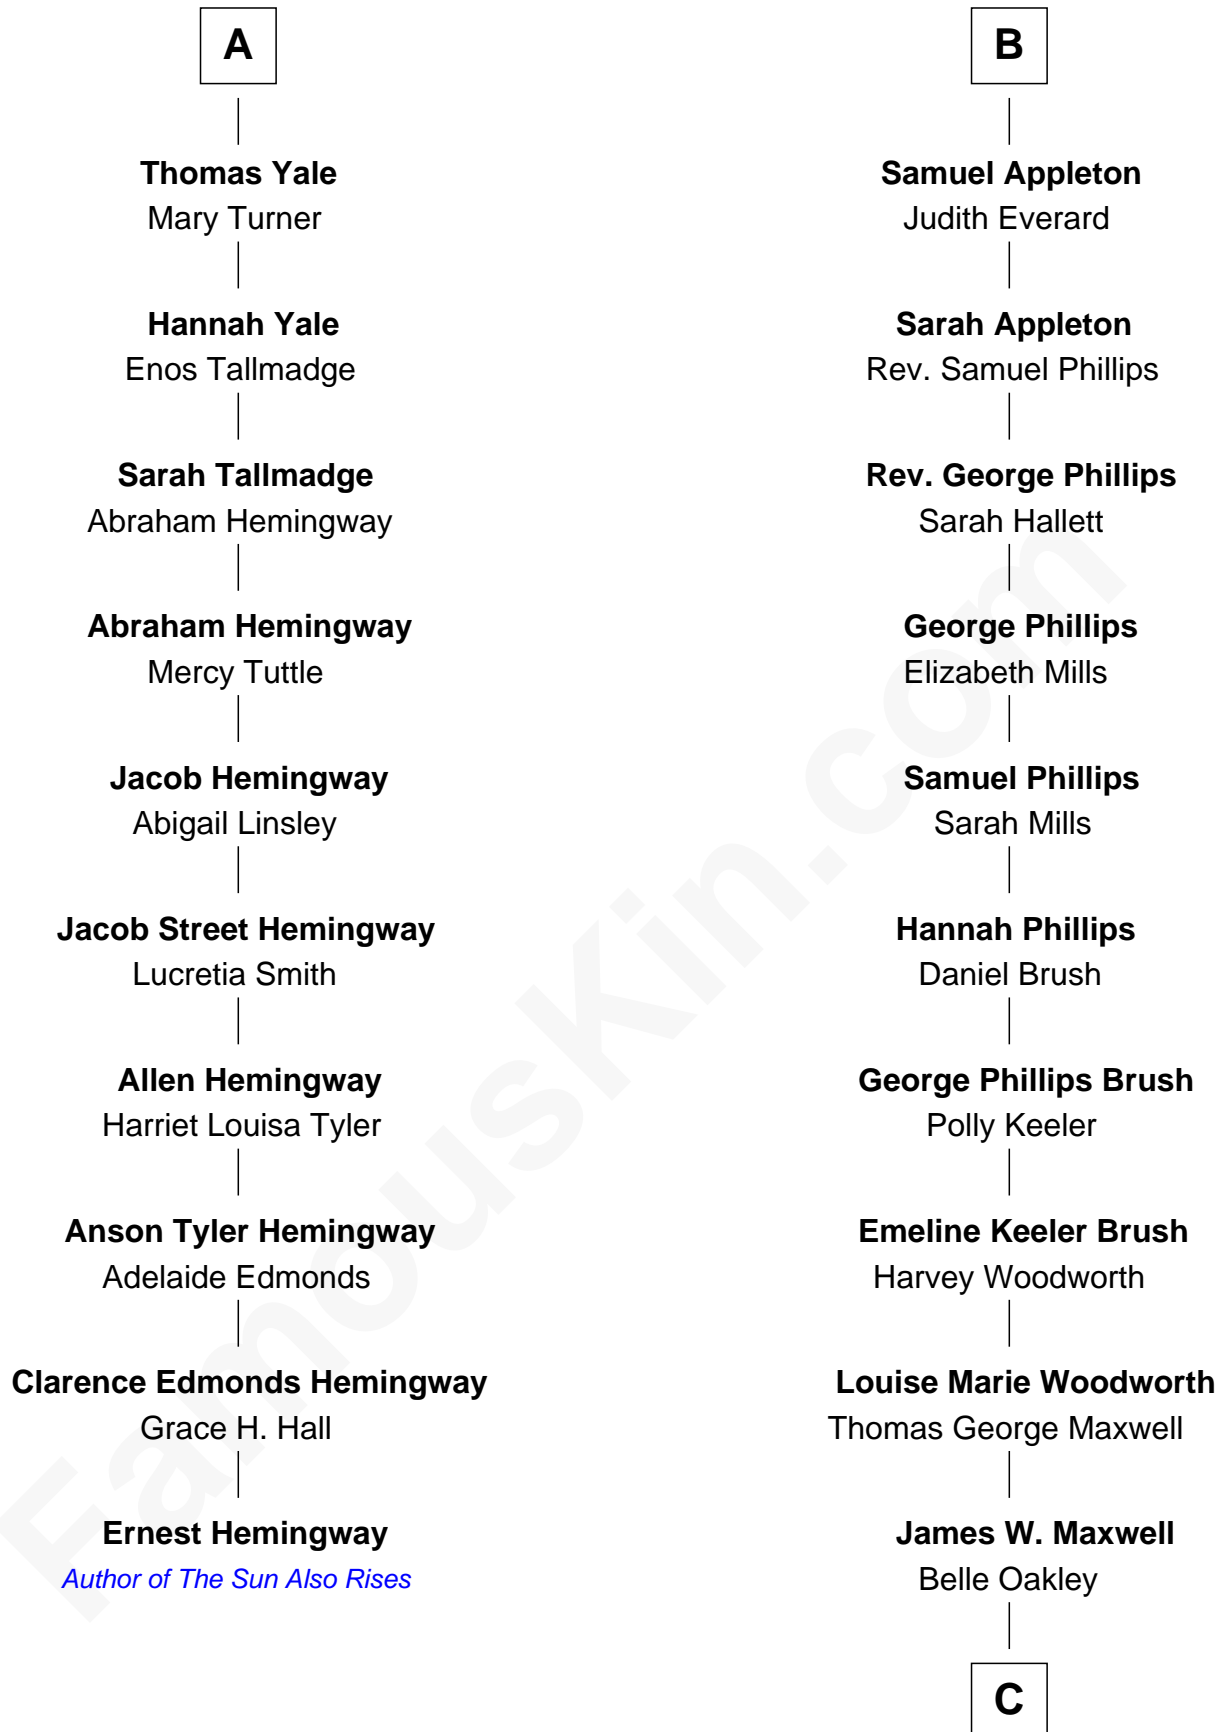 A
Thomas Yale
Mary Turner
Hannah Yale
Enos Tallmadge
Sarah Tallmadge
Abraham Hemingway
Abraham Hemingway
Mercy Tuttle
Jacob Hemingway
Abigail Linsley
Jacob Street Hemingway
Lucretia Smith
Allen Hemingway
Harriet Louisa Tyler
Anson Tyler Hemingway
Adelaide Edmonds
Clarence Edmonds Hemingway
Grace H. Hall
Ernest Hemingway
Author of The Sun Also Rises
B
Samuel Appleton
Judith Everard
Sarah Appleton
Rev. Samuel Phillips
Rev. George Phillips
Sarah Hallett
George Phillips
Elizabeth Mills
Samuel Phillips
Sarah Mills
Hannah Phillips
Daniel Brush
George Phillips Brush
Polly Keeler
Emeline Keeler Brush
Harvey Woodworth
Louise Marie Woodworth
Thomas George Maxwell
James W. Maxwell
Belle Oakley
C
FamousKin.com